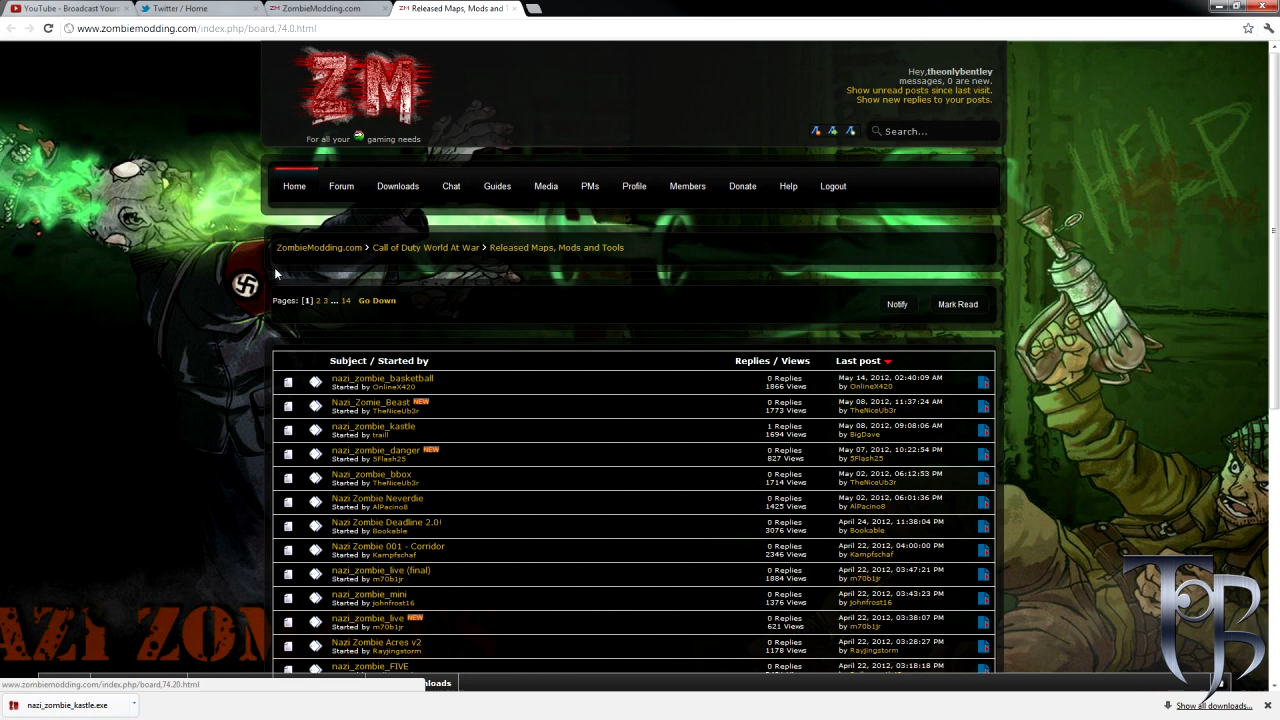 YouTube - Broadcast Yours
Twitter / Home
ZM ZombieModding.com
ZM Released Maps, Mods and T
www.zombiemodding.com/index.php/board,74.0.html
ZM
For all your gaming needs
Hey,theonlybentley
messages, 0 are new.
Show unread posts since last visit.
Show new replies to your posts.
Search...
Home Forum Downloads Chat Guides Media PMs Profile Members Donate Help Logout
ZombieModding.com › Call of Duty World At War › Released Maps, Mods and Tools
Pages: [1] 2 3 ... 14 Go Down
Notify Mark Read
Subject / Started by Replies / Views Last post
nazi_zombie_basketball 0 Replies May 14, 2012, 02:40:09 AM
Started by OnlineX420 1866 Views by OnlineX420
Nazi_Zomie_Beast NEW 0 Replies May 08, 2012, 11:37:24 AM
Started by TheNiceUb3r 1773 Views by TheNiceUb3r
nazi_zombie_kastle 1 Replies May 08, 2012, 09:08:06 AM
Started by traill 1694 Views by BigDave
nazi_zombie_danger NEW 0 Replies May 07, 2012, 10:22:54 PM
Started by 5Flash25 827 Views by 5Flash25
Nazi_zombie_bbox 0 Replies May 02, 2012, 06:12:53 PM
Started by TheNiceUb3r 1714 Views by TheNiceUb3r
Nazi Zombie Neverdie 0 Replies May 02, 2012, 06:01:36 PM
Started by AlPacino8 1425 Views by AlPacino8
Nazi Zombie Deadline 2.0! 0 Replies April 24, 2012, 11:38:04 PM
Started by Bookable 3076 Views by Bookable
Nazi Zombie 001 - Corridor 0 Replies April 22, 2012, 04:00:00 PM
Started by Kampfschaf 2346 Views by Kampfschaf
nazi_zombie_live (final) 0 Replies April 22, 2012, 03:47:21 PM
Started by m70b1jr 1884 Views by m70b1jr
nazi_zombie_mini 0 Replies April 22, 2012, 03:43:23 PM
Started by johnfrost16 1376 Views by johnfrost16
nazi_zombie_live NEW 0 Replies April 22, 2012, 03:38:07 PM
Started by m70b1jr 621 Views by m70b1jr
Nazi Zombie Acres v2 0 Replies April 22, 2012, 03:28:27 PM
Started by Rayjingstorm 1178 Views by Rayjingstorm
nazi_zombie_FIVE 0 Replies April 22, 2012, 03:18:18 PM
AZI ZOM
TB
www.zombiemodding.com/index.php/board,74.20.html
nloads
nazi_zombie_kastle.exe
Show all downloads...